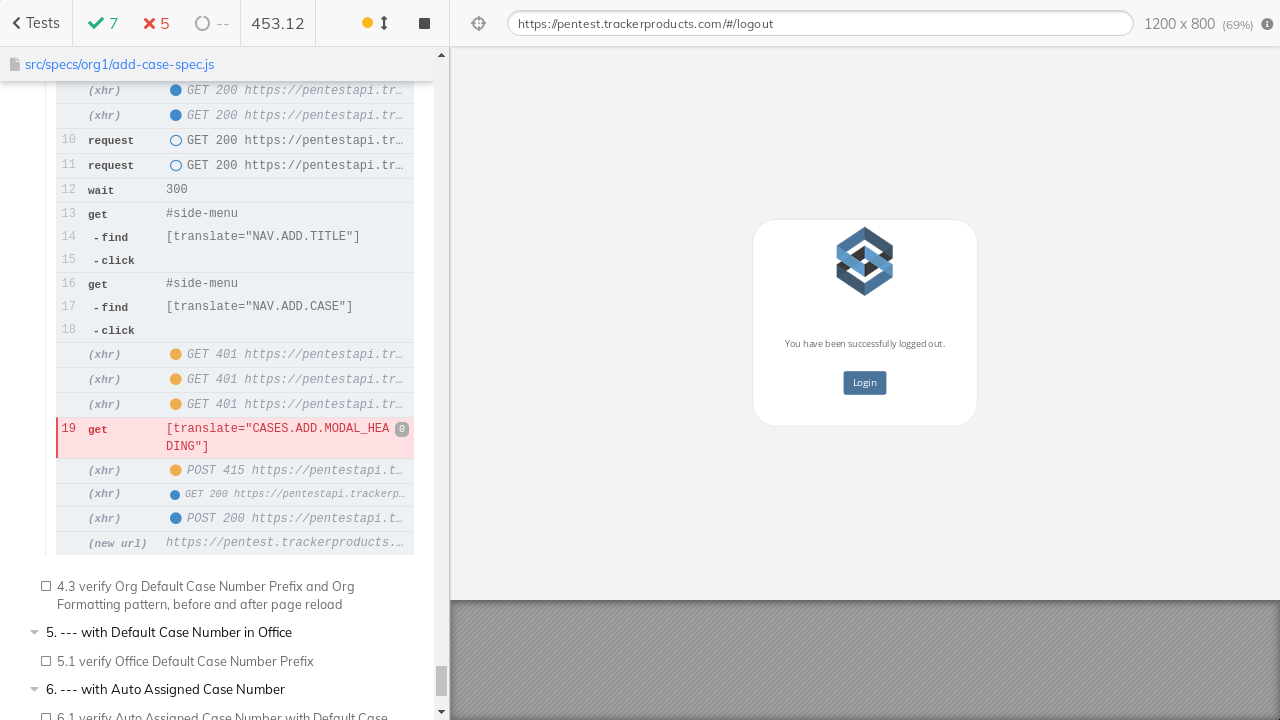 Tests 7 5 -- 453.12 https://pentest.trackerproducts.com/#/logout 1200 x 800 (69%)
src/specs/org1/add-case-spec.js
(xhr) GET 200 https://pentestapi.tr…
(xhr) GET 200 https://pentestapi.tr…
10 request GET 200 https://pentestapi.tr…
11 request GET 200 https://pentestapi.tr…
12 wait 300
13 get #side-menu
14 -find [translate="NAV.ADD.TITLE"]
15 -click
16 get #side-menu
17 -find [translate="NAV.ADD.CASE"]
18 -click
(xhr) GET 401 https://pentestapi.tr…
(xhr) GET 401 https://pentestapi.tr…
(xhr) GET 401 https://pentestapi.tr…
19 get [translate="CASES.ADD.MODAL_HEA 0
DING"]
(xhr) POST 415 https://pentestapi.t…
(xhr) GET 200 https://pentestapi.trackerp…
(xhr) POST 200 https://pentestapi.t…
(new url) https://pentest.trackerproducts.…
4.3 verify Org Default Case Number Prefix and Org
Formatting pattern, before and after page reload
5. --- with Default Case Number in Office
5.1 verify Office Default Case Number Prefix
6. --- with Auto Assigned Case Number
6.1 verify Auto Assigned Case Number with Default Case
You have been successfully logged out.
Login